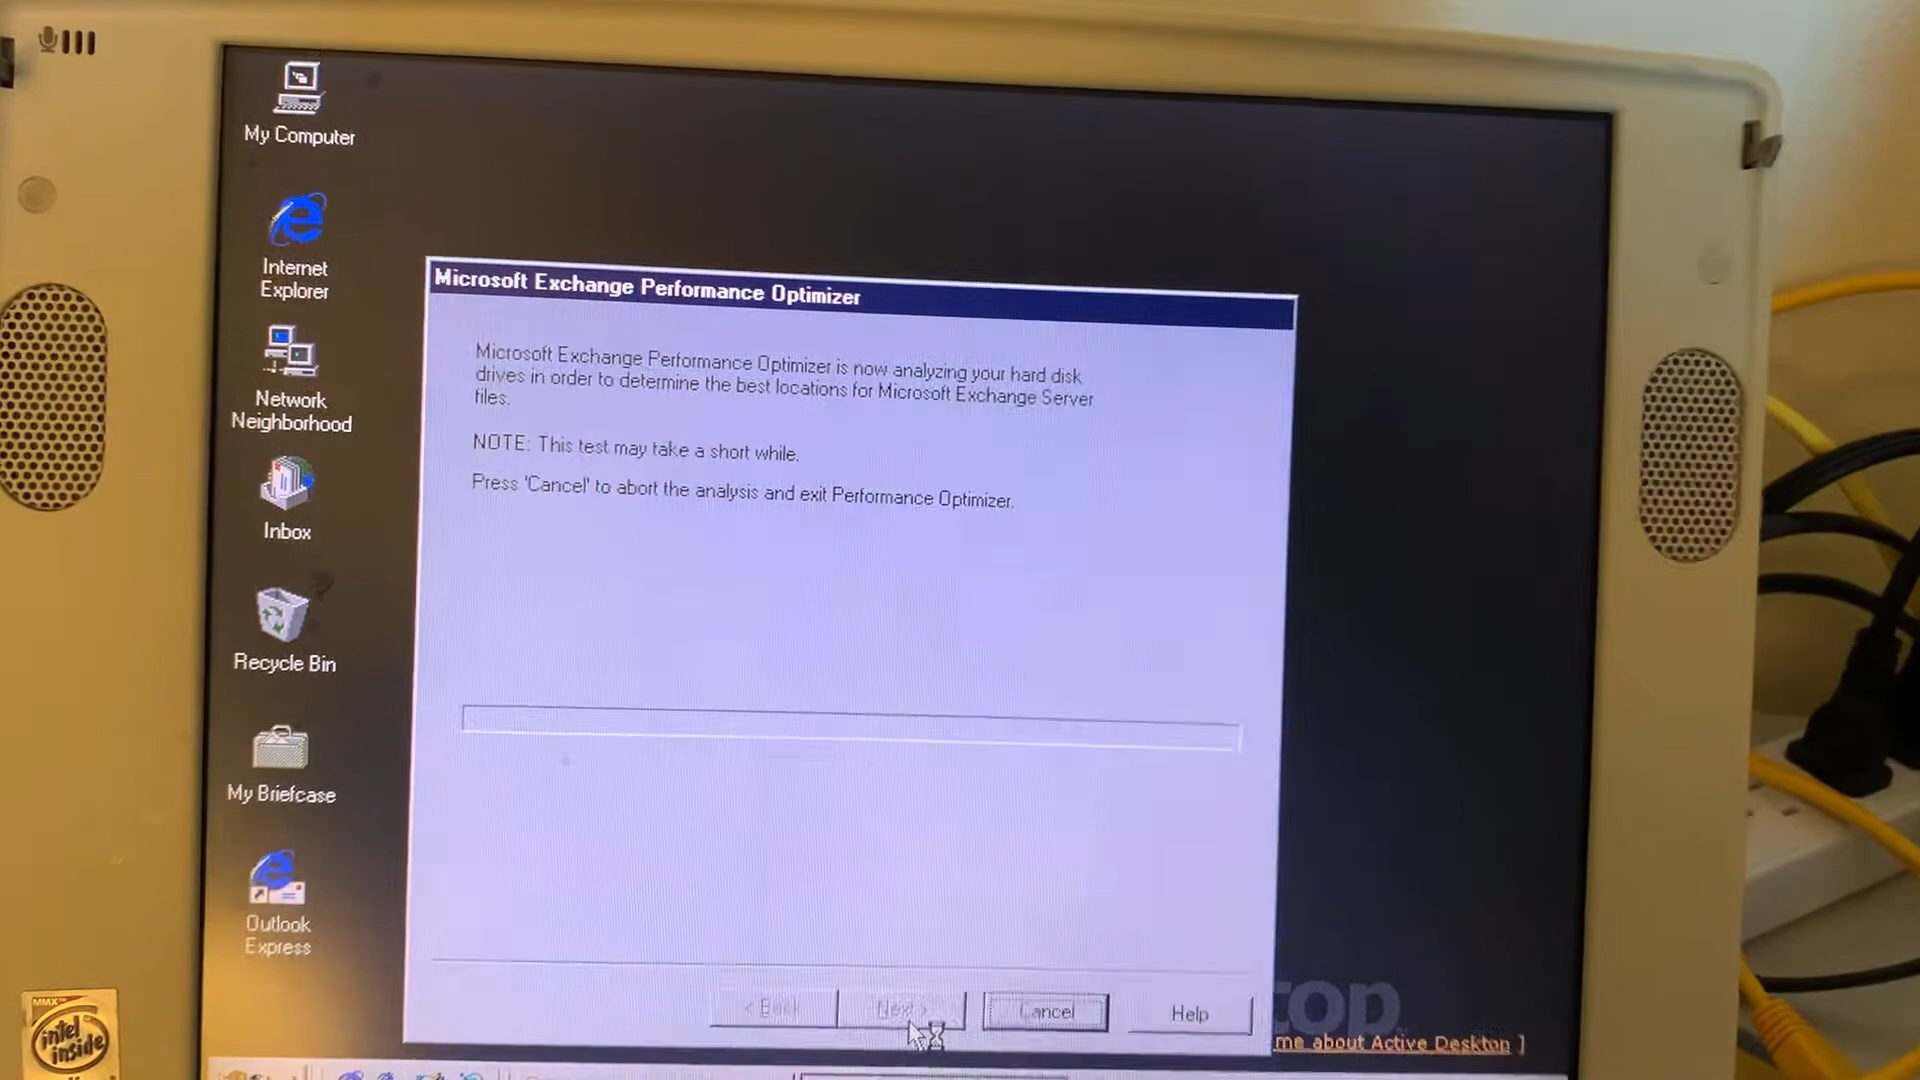 My Computer
Internet
Explorer
Network
Neighborhood
Inbox
Recycle Bin
My Briefcase
Outlook
Express
Microsoft Exchange Performance Optimizer
Microsoft Exchange Performance Optimizer is now analyzing your hard disk
drives in order to determine the best locations for Microsoft Exchange Server
files.
NOTE: This test may take a short while.
Press 'Cancel' to abort the analysis and exit Performance Optimizer.
< Back
Next >
Cancel
Help
top
me about Active Desktop ]
MMX™
intel
inside